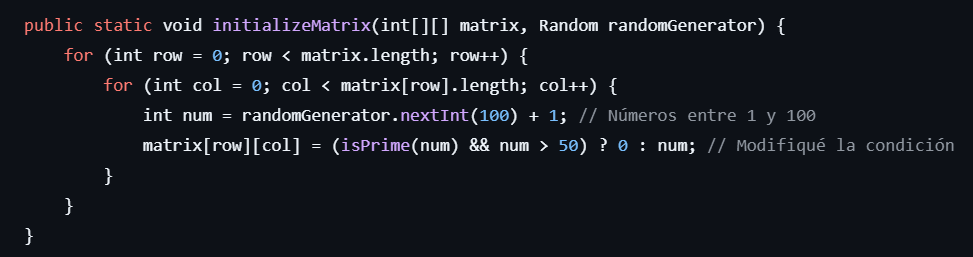 public static void initializeMatrix(int[][] matrix, Random randomGenerator) {
    for (int row = 0; row < matrix.length; row++) {
        for (int col = 0; col < matrix[row].length; col++) {
            int num = randomGenerator.nextInt(100) + 1; // Números entre 1 y 100
            matrix[row][col] = (isPrime(num) && num > 50) ? 0 : num; // Modifiqué la condición
        }
    }
}